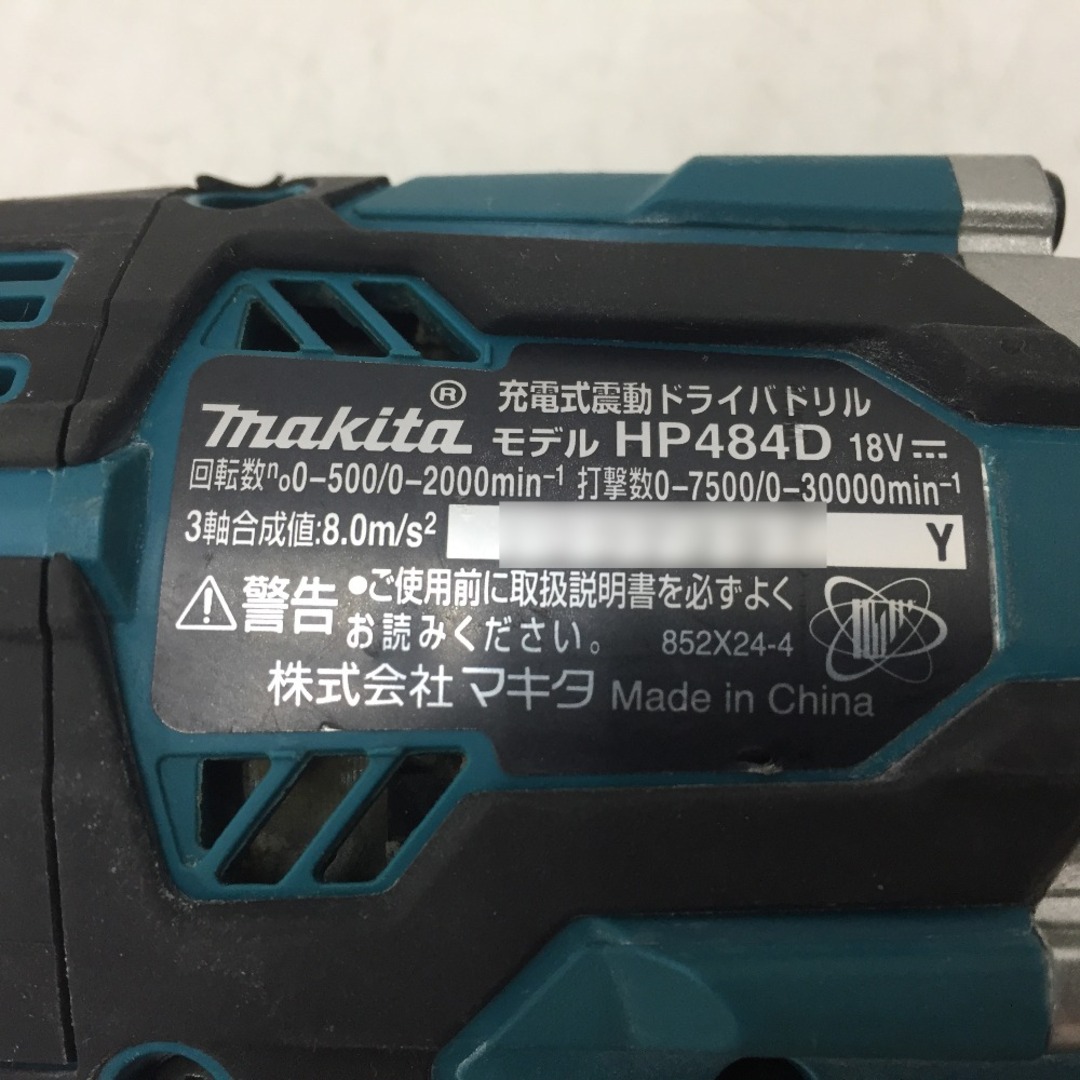 makita® 充電式震動ドライバドリル
モデル HP484D 18V⎓
回転数n₀0-500/0-2000min⁻¹ 打撃数0-7500/0-30000min⁻¹
3軸合成値:8.0m/s² Y
⚠警告 •ご使用前に取扱説明書を必ずよく
お読みください。 852X24-4
株式会社マキタ Made in China